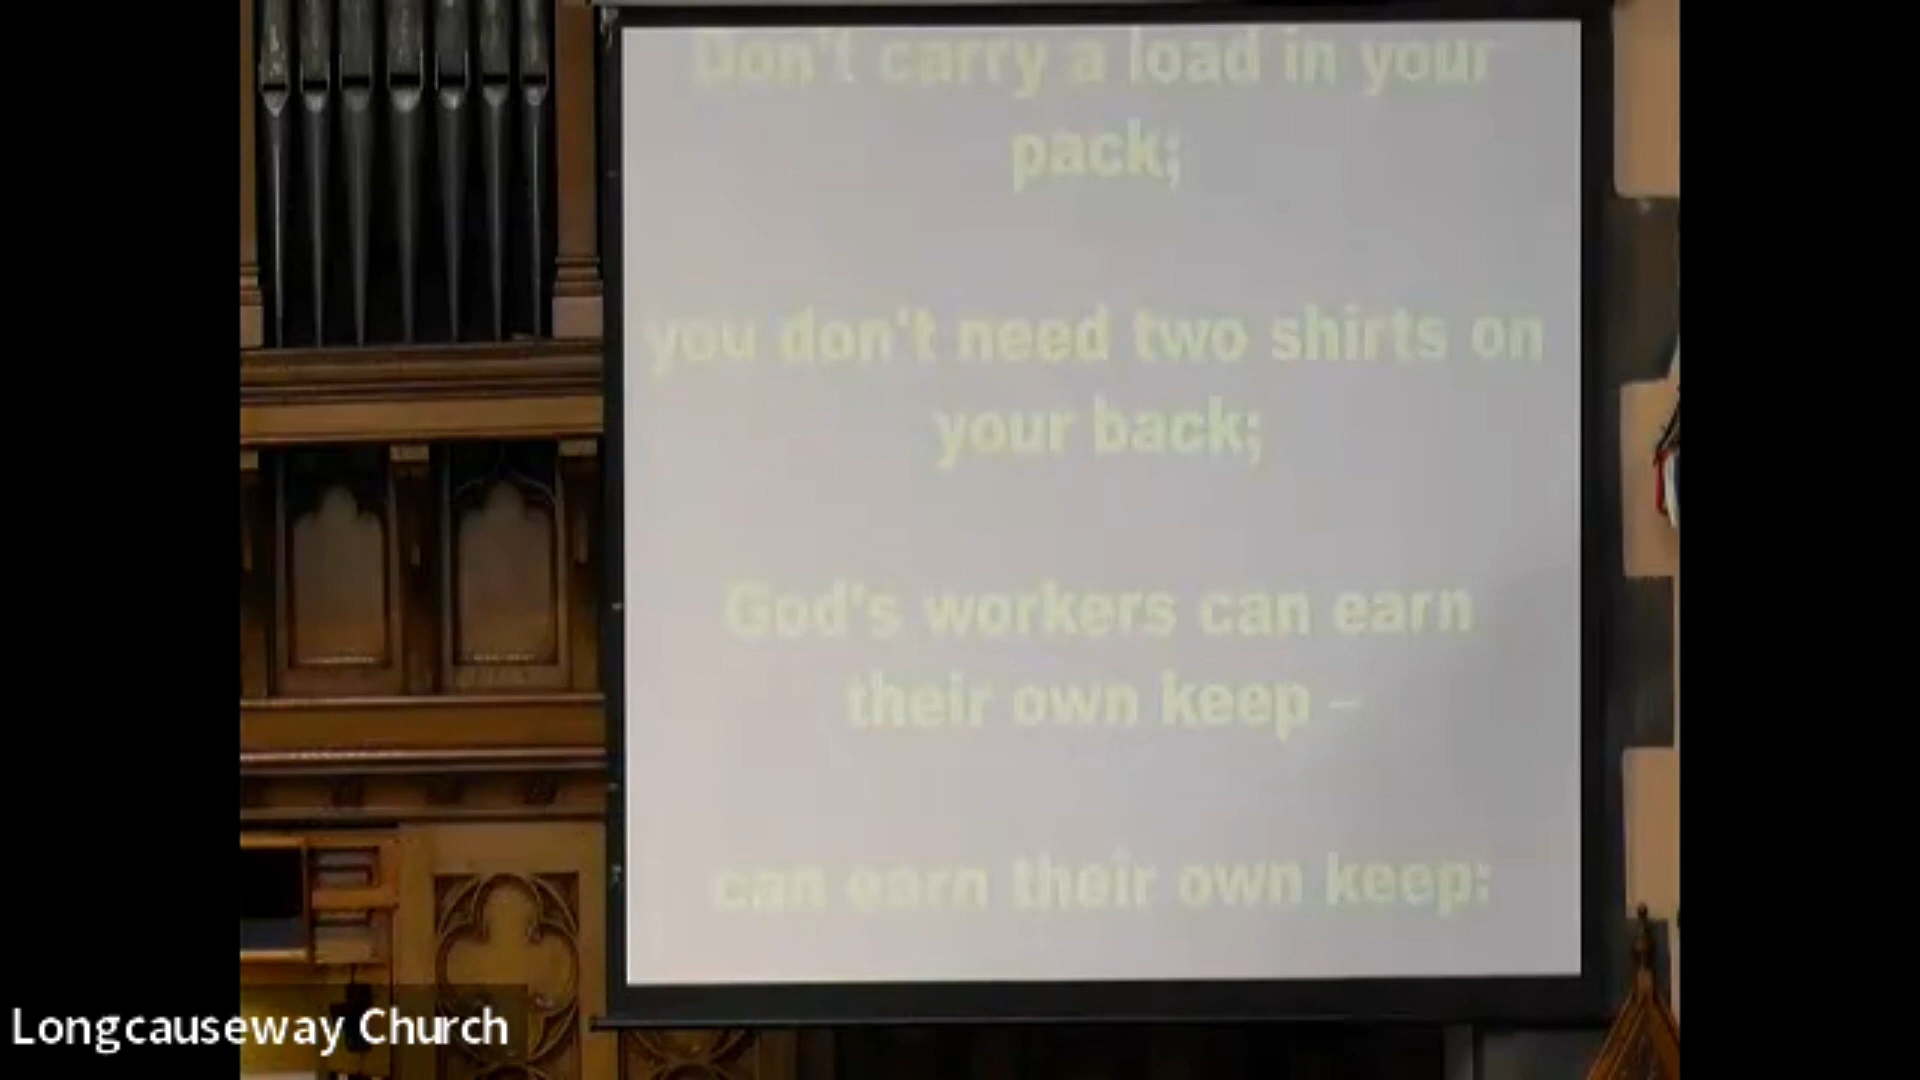 Don't carry a load in your
pack;
you don't need two shirts on
your back;
God's workers can earn
their own keep –
can earn their own keep:
Longcauseway Church